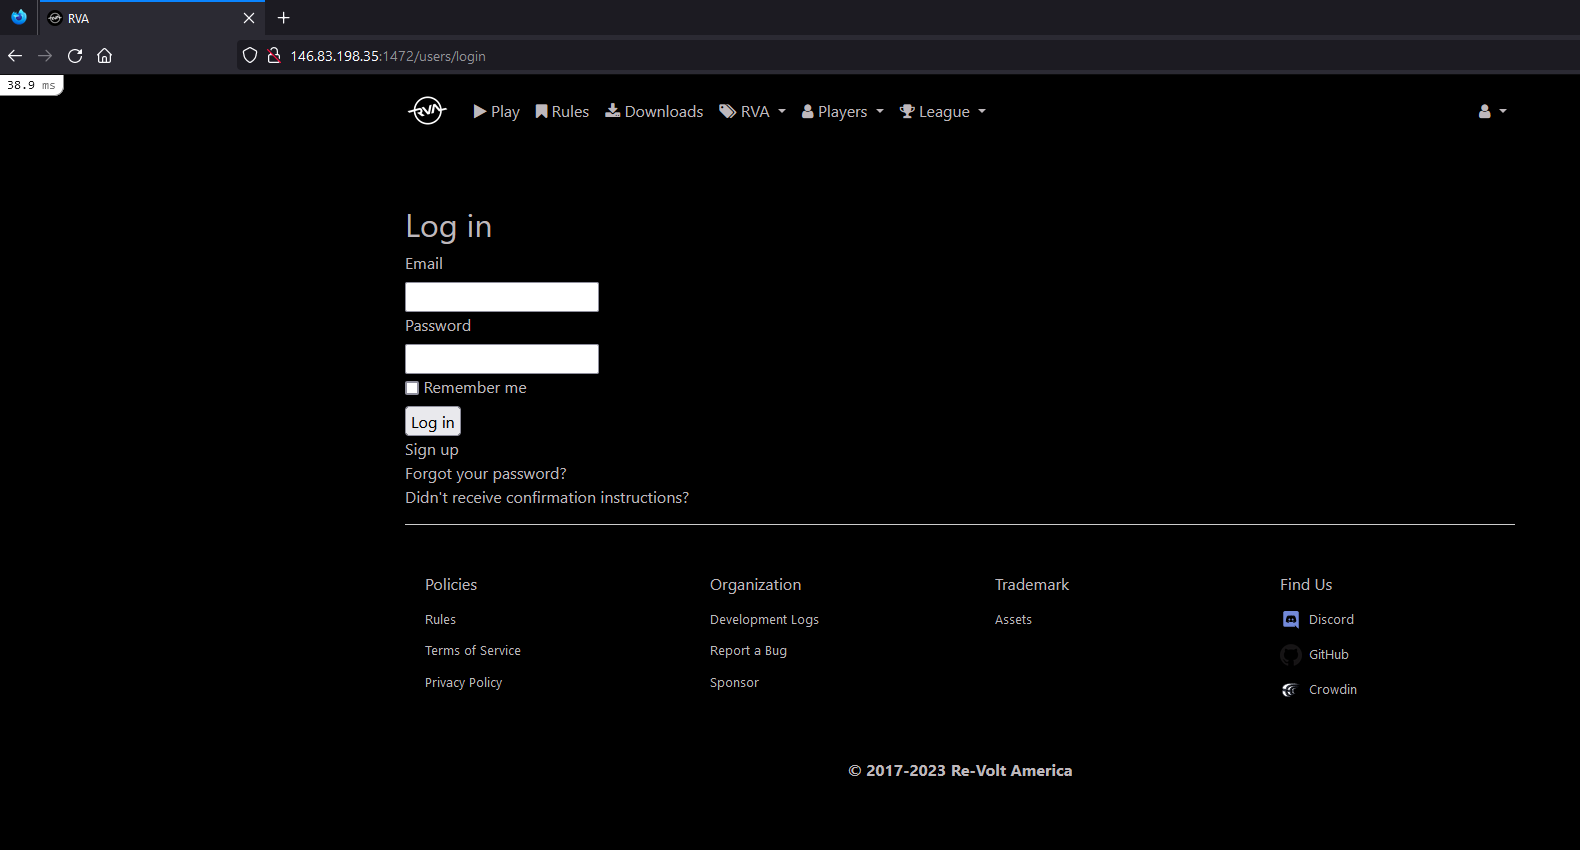 RVA
146.83.198.35:1472/users/login
38.9 ms
RVA Play Rules Downloads RVA Players League
Log in
Email
Password
Remember me
Log in
Sign up
Forgot your password?
Didn't receive confirmation instructions?
Policies Organization Trademark Find Us
Rules Development Logs Assets Discord
Terms of Service Report a Bug GitHub
Privacy Policy Sponsor Crowdin
© 2017-2023 Re-Volt America